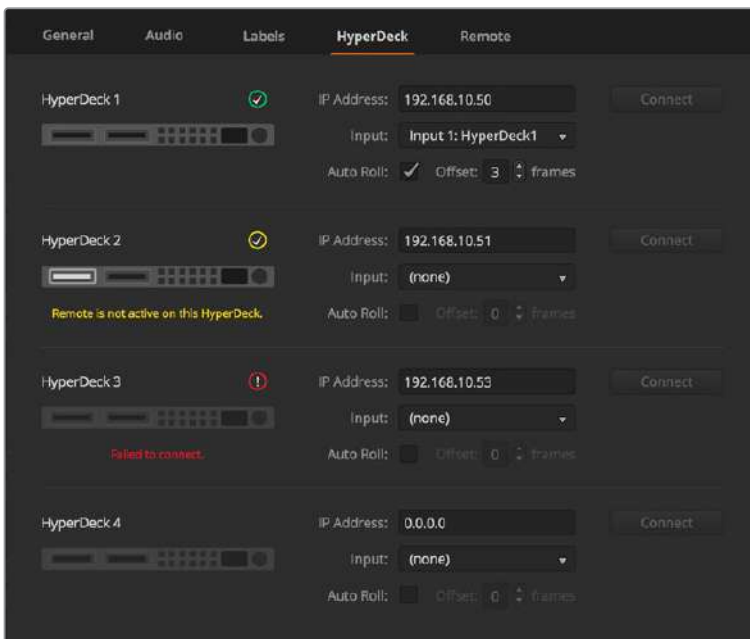 General Audio Labels HyperDeck Remote
HyperDeck 1
IP Address: 192.168.10.50 Connect
Input: Input 1: HyperDeck1
Auto Roll: Offset: 3 frames
HyperDeck 2
IP Address: 192.168.10.51 Connect
Input: (none)
Remote is not active on this HyperDeck.
Auto Roll: Offset: 0 frames
HyperDeck 3
IP Address: 192.168.10.53 Connect
Input: (none)
Failed to connect.
Auto Roll: Offset: 0 frames
HyperDeck 4
IP Address: 0.0.0.0 Connect
Input: (none)
Auto Roll: Offset: 0 frames